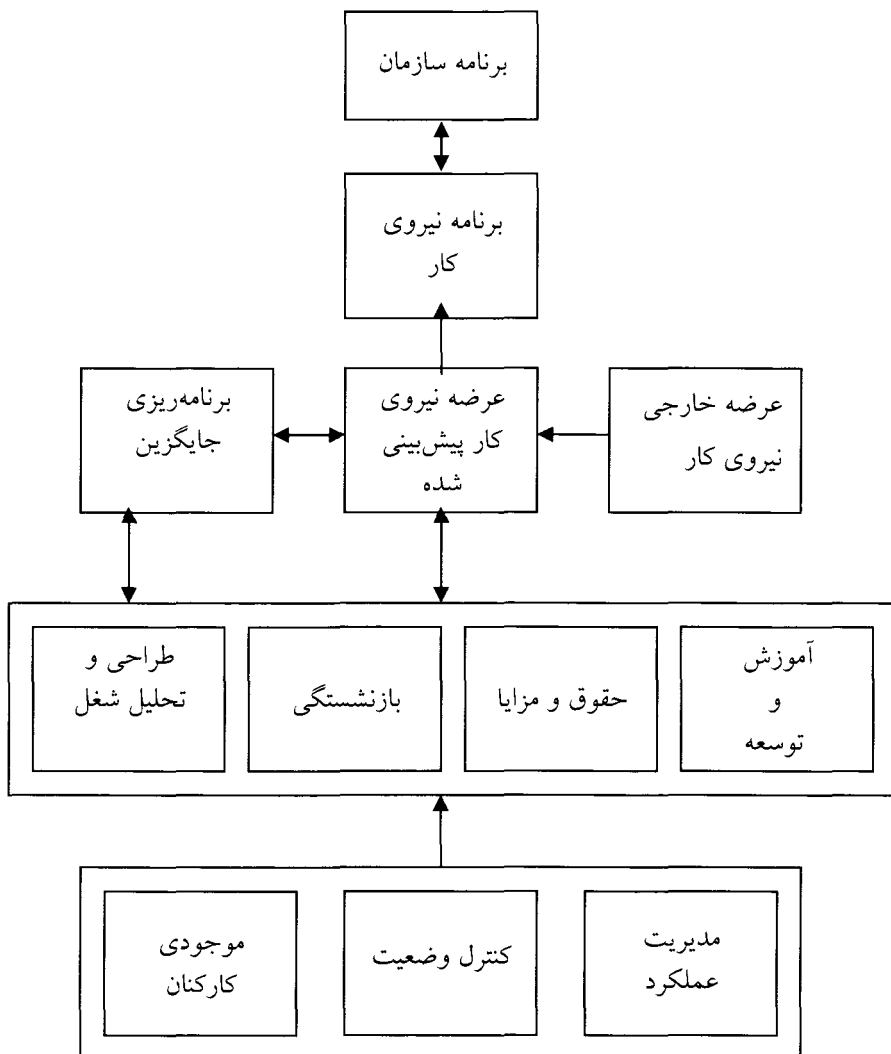 برنامه سازمان
برنامه نیروی
کار
عرضه خارجی
نیروی کار
عرضه نیروی
کار پیش‌بینی
شده
برنامه‌ریزی
جایگزین
آموزش
و
توسعه
حقوق و مزایا
بازنشستگی
طراحی و
تحلیل شغل
مدیریت
عملکرد
کنترل وضعیت
موجودی
کارکنان